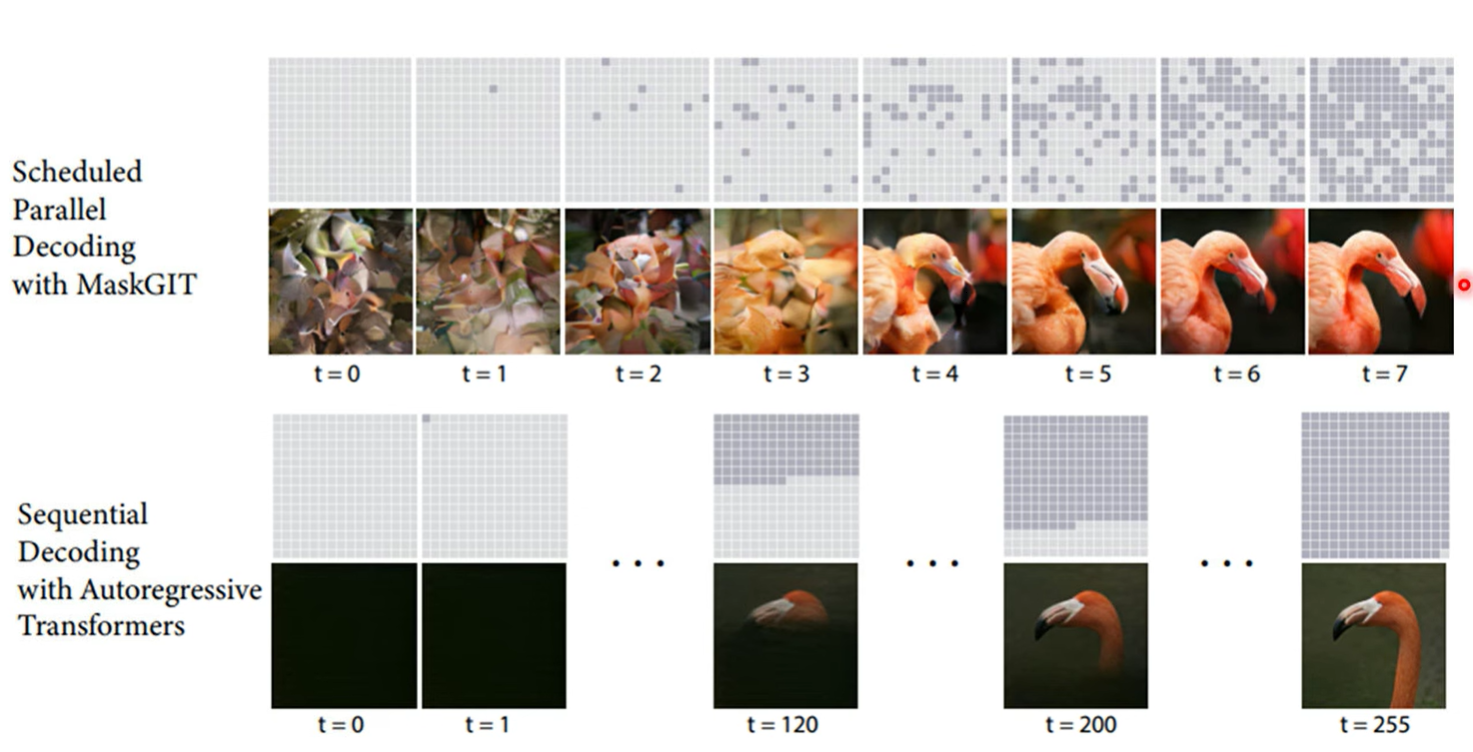 Scheduled
Parallel
Decoding
with MaskGIT
t = 0
t = 1
t = 2
t = 3
t = 4
t = 5
t = 6
t = 7
Sequential
Decoding
with Autoregressive
Transformers
...
...
...
t = 0
t = 1
t = 120
t = 200
t = 255